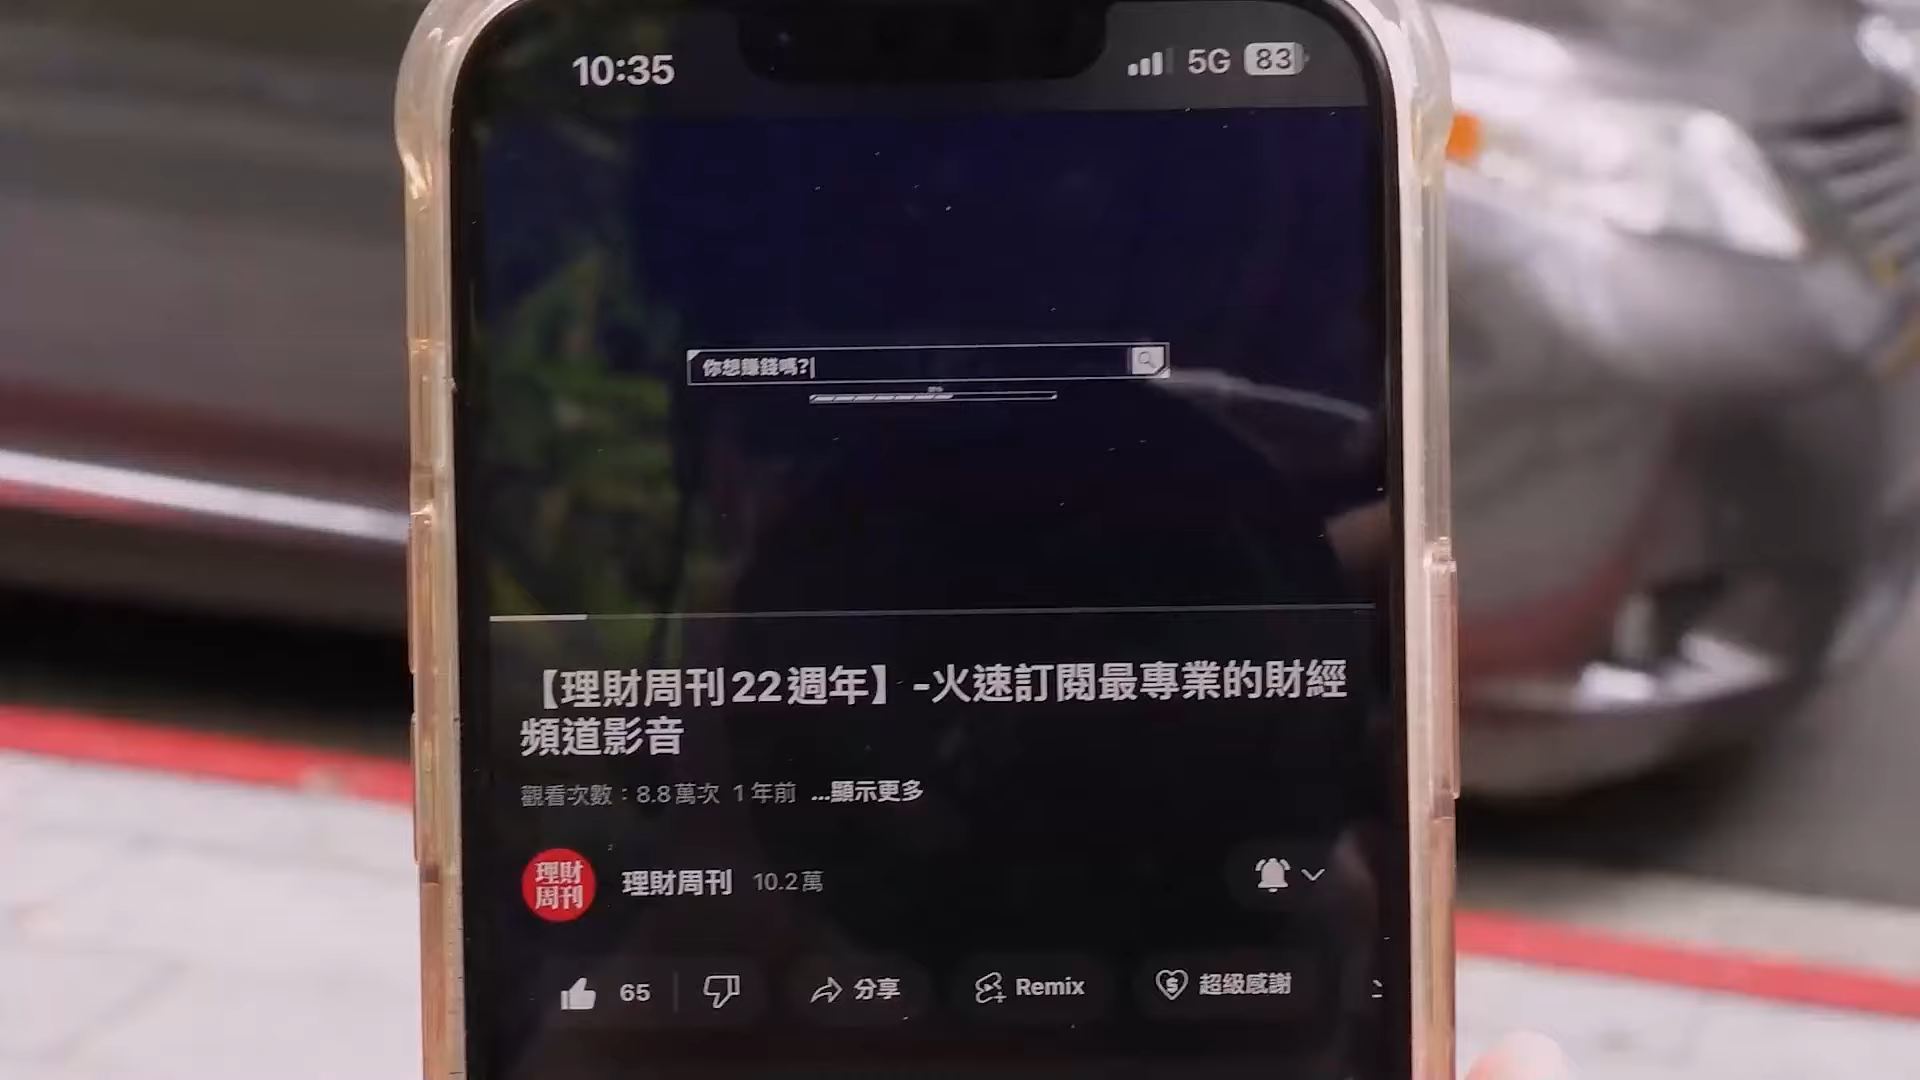 10:35
5G 83
你想賺錢嗎?
【理財周刊22週年】-火速訂閱最專業的財經
頻道影音
觀看次數:8.8萬次 1年前 ...顯示更多
理財
周刊
理財周刊 10.2萬
65
分享
Remix
超級感謝